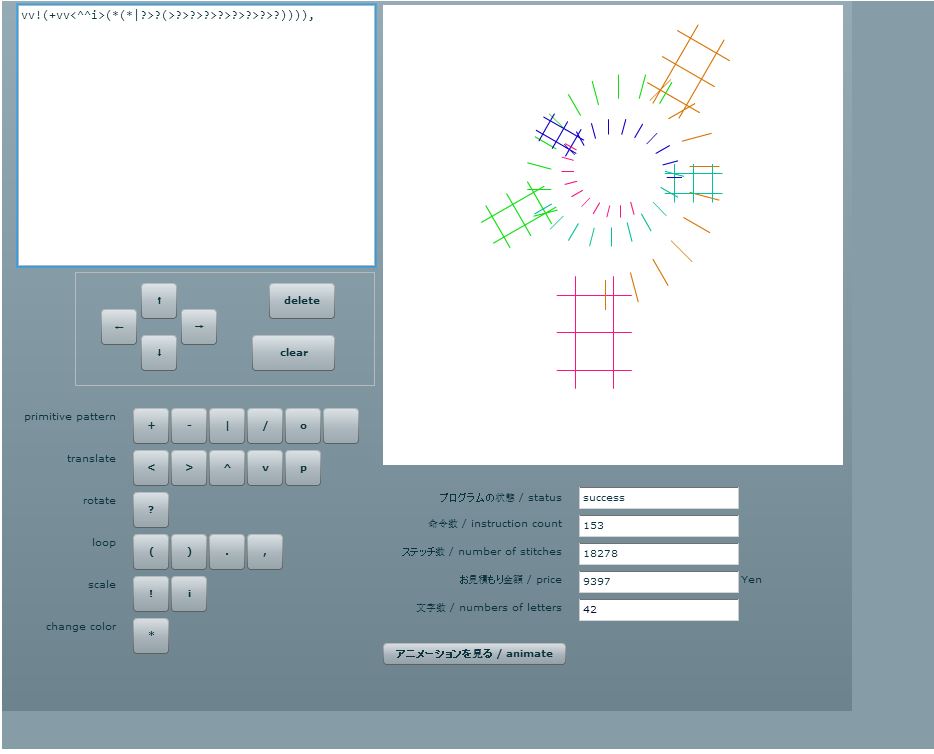 vv!(+vv<^^i>(*(*|?>?(>?>?>?>?>?>?>?>?)))),
↑
delete
←
→
↓
clear
primitive pattern + - | / o
translate < > ^ v p
rotate ?
loop ( ) . ,
scale ! i
change color *
プログラムの状態 / status success
命令数 / instruction count 153
ステッチ数 / number of stitches 18278
お見積もり金額 / price 9397 Yen
文字数 / numbers of letters 42
アニメーションを見る / animate